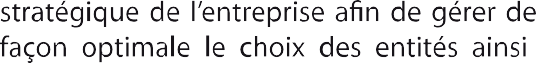 stratégique de l’entreprise afin de gérer de
façon optimale le choix des entités ainsi